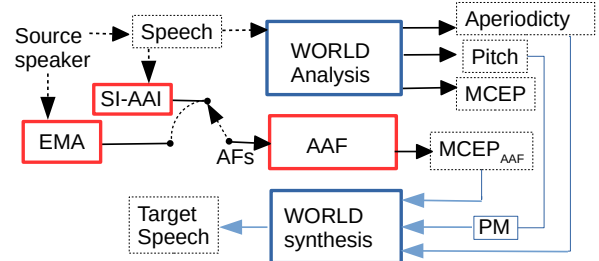 Source
speaker
Speech
WORLD
Analysis
Aperiodicty
Pitch
MCEP
SI-AAI
EMA
AFs
AAF
MCEP_AAF
Target
Speech
WORLD
synthesis
PM